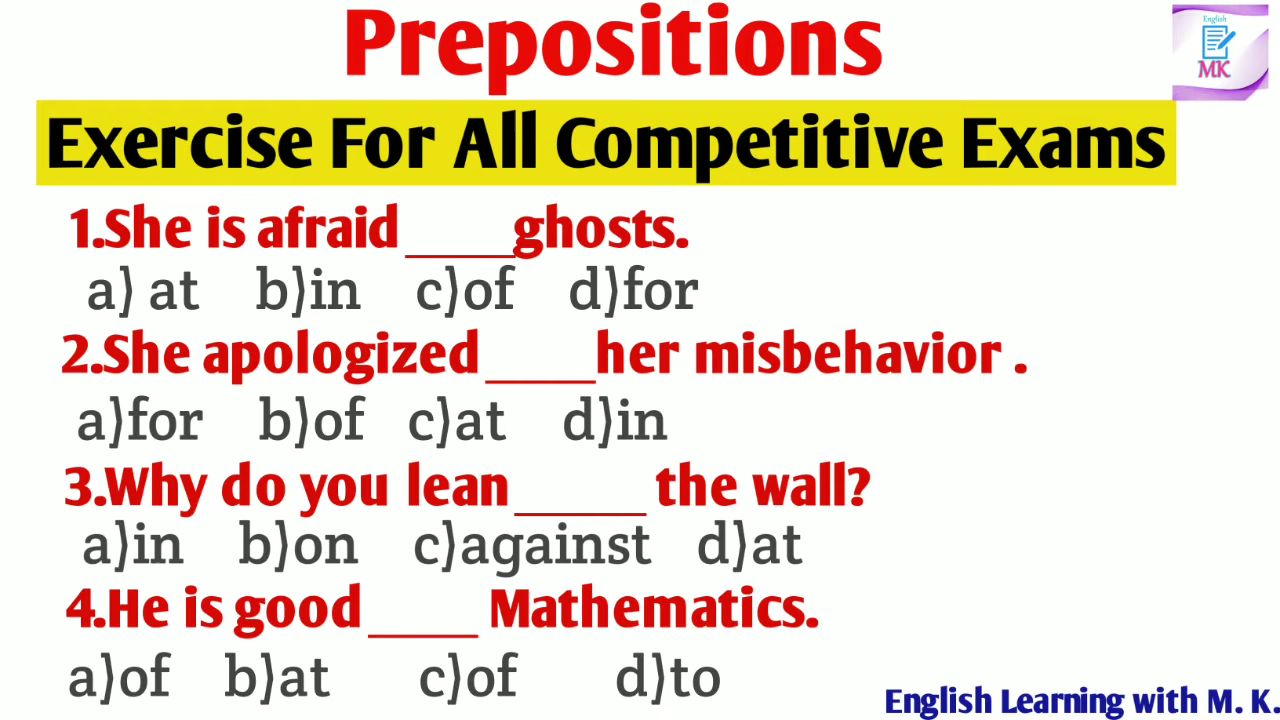 Prepositions
English
MK
Exercise For All Competitive Exams
1.She is afraid ____ghosts.
a) at b)in c)of d)for
2.She apologized ____her misbehavior .
a)for b)of c)at d)in
3.Why do you lean _____ the wall?
a)in b)on c)against d)at
4.He is good ____ Mathematics.
a)of b)at c)of d)to
English Learning with M. K.